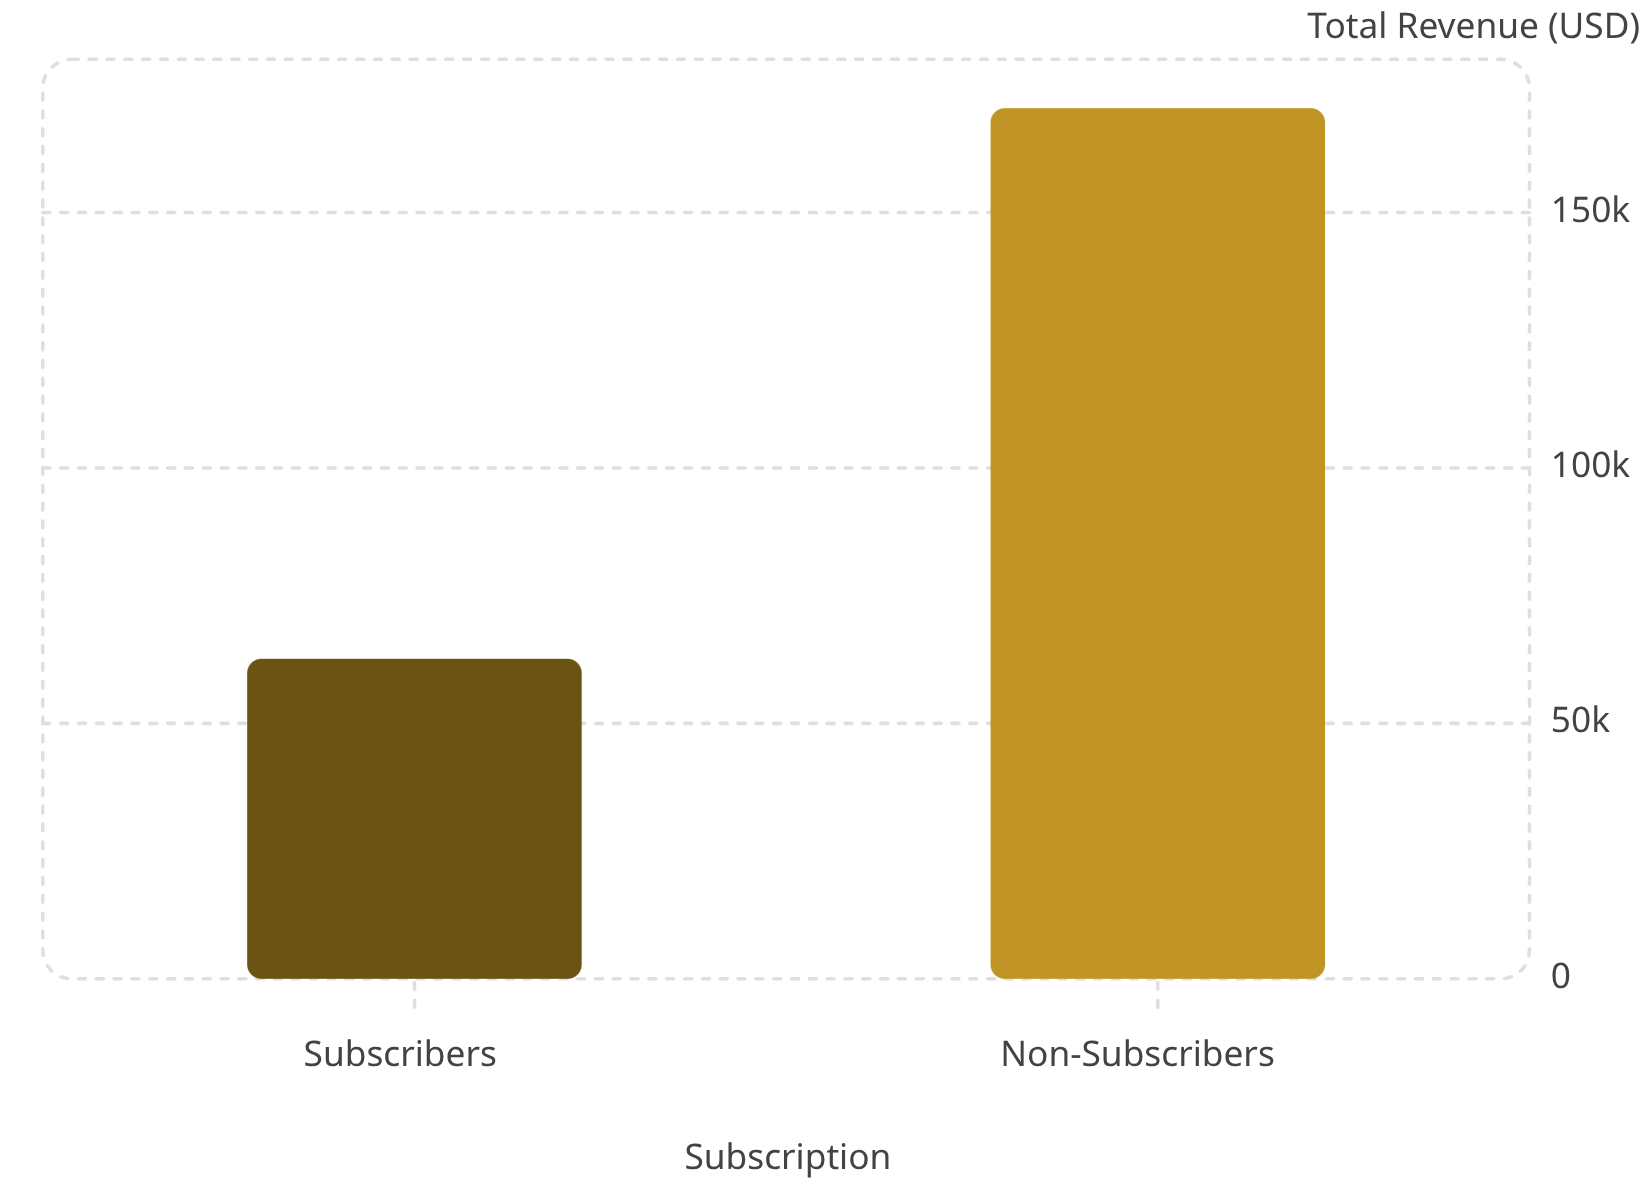 Total Revenue (USD)
150k
100k
50k
0
Subscribers
Non-Subscribers
Subscription